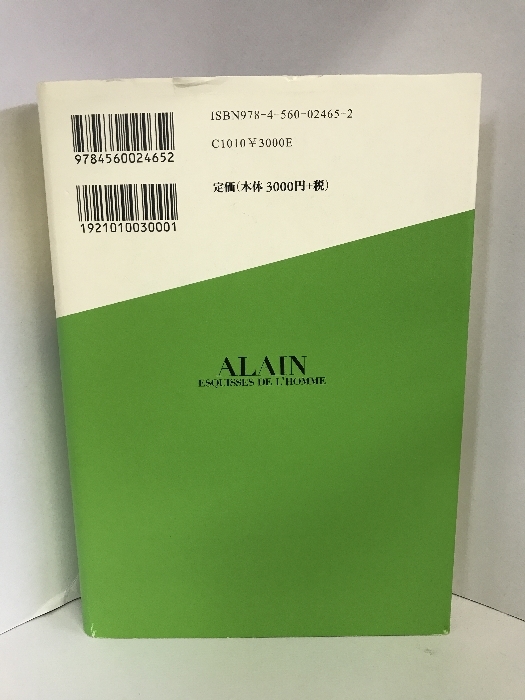 ISBN978-4-560-02465-2
C1010 ¥3000E
定価(本体3000円+税)
9784560024652
1921010030001
ALAIN
ESQUISSES DE L'HOMME